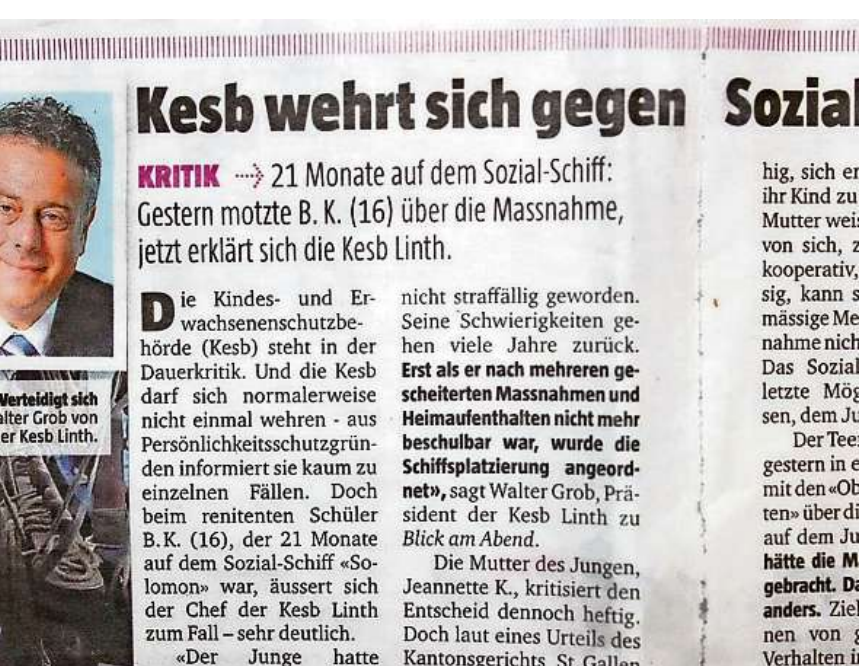 Kesb wehrt sich gegen Sozial
KRITIK 21 Monate auf dem Sozial-Schiff:
Gestern motzte B. K. (16) über die Massnahme,
jetzt erklärt sich die Kesb Linth.
Verteidigt sich
alter Grob von
er Kesb Linth.
Die Kindes- und Er-
wachsenenschutzbe-
hörde (Kesb) steht in der
Dauerkritik. Und die Kesb
darf sich normalerweise
nicht einmal wehren - aus
Persönlichkeitsschutzgrün-
den informiert sie kaum zu
einzelnen Fällen. Doch
beim renitenten Schüler
B. K. (16), der 21 Monate
auf dem Sozial-Schiff «So-
lomon» war, äussert sich
der Chef der Kesb Linth
zum Fall – sehr deutlich.
«Der Junge hatte
nicht straffällig geworden.
Seine Schwierigkeiten ge-
hen viele Jahre zurück.
Erst als er nach mehreren ge-
scheiterten Massnahmen und
Heimaufenthalten nicht mehr
beschulbar war, wurde die
Schiffsplatzierung angeord-
net», sagt Walter Grob, Prä-
sident der Kesb Linth zu
Blick am Abend.
Die Mutter des Jungen,
Jeannette K., kritisiert den
Entscheid dennoch heftig.
Doch laut eines Urteils des
Kantonsgerichts St. Gallen
hig, sich er
ihr Kind zu
Mutter weis
von sich, z
kooperativ,
sig, kann s
mässige Me
nahme nich
Das Sozial
letzte Mög
sen, dem Ju
Der Tee
gestern in e
mit den «Ob
ten» über di
auf dem Ju
hätte die M
gebracht. Da
anders. Ziel
nen von g
Verhalten i